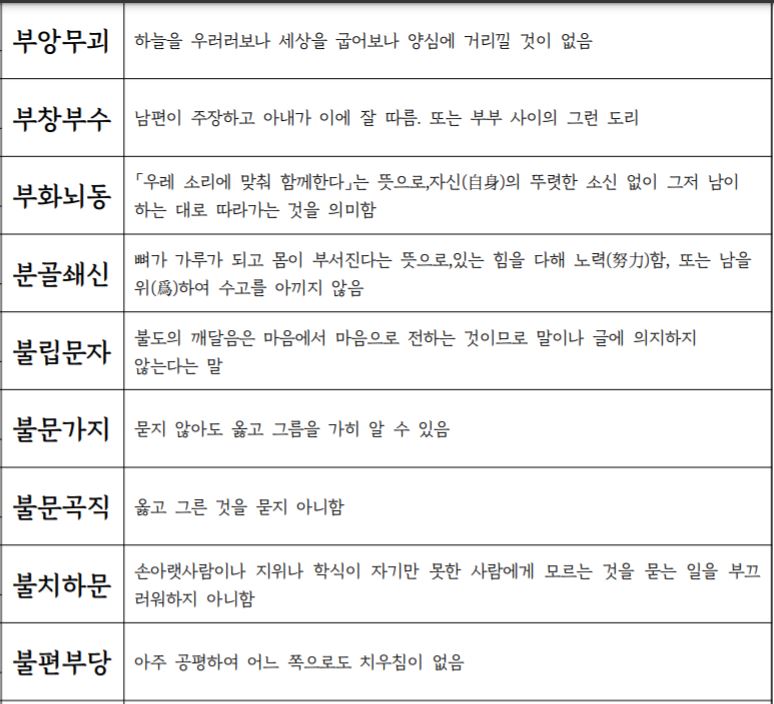 부앙무괴
하늘을 우러러보나 세상을 굽어보나 양심에 거리낄 것이 없음
부창부수
남편이 주장하고 아내가 이에 잘 따름. 또는 부부 사이의 그런 도리
부화뇌동
「우레 소리에 맞춰 함께한다」는 뜻으로,자신(自身)의 뚜렷한 소신 없이 그저 남이
하는 대로 따라가는 것을 의미함
분골쇄신
뼈가 가루가 되고 몸이 부서진다는 뜻으로,있는 힘을 다해 노력(努力)함, 또는 남을
위(爲)하여 수고를 아끼지 않음
불립문자
불도의 깨달음은 마음에서 마음으로 전하는 것이므로 말이나 글에 의지하지
않는다는 말
불문가지
묻지 않아도 옳고 그름을 가히 알 수 있음
불문곡직
옳고 그른 것을 묻지 아니함
불치하문
손아랫사람이나 지위나 학식이 자기만 못한 사람에게 모르는 것을 묻는 일을 부끄
러워하지 아니함
불편부당
아주 공평하여 어느 쪽으로도 치우침이 없음